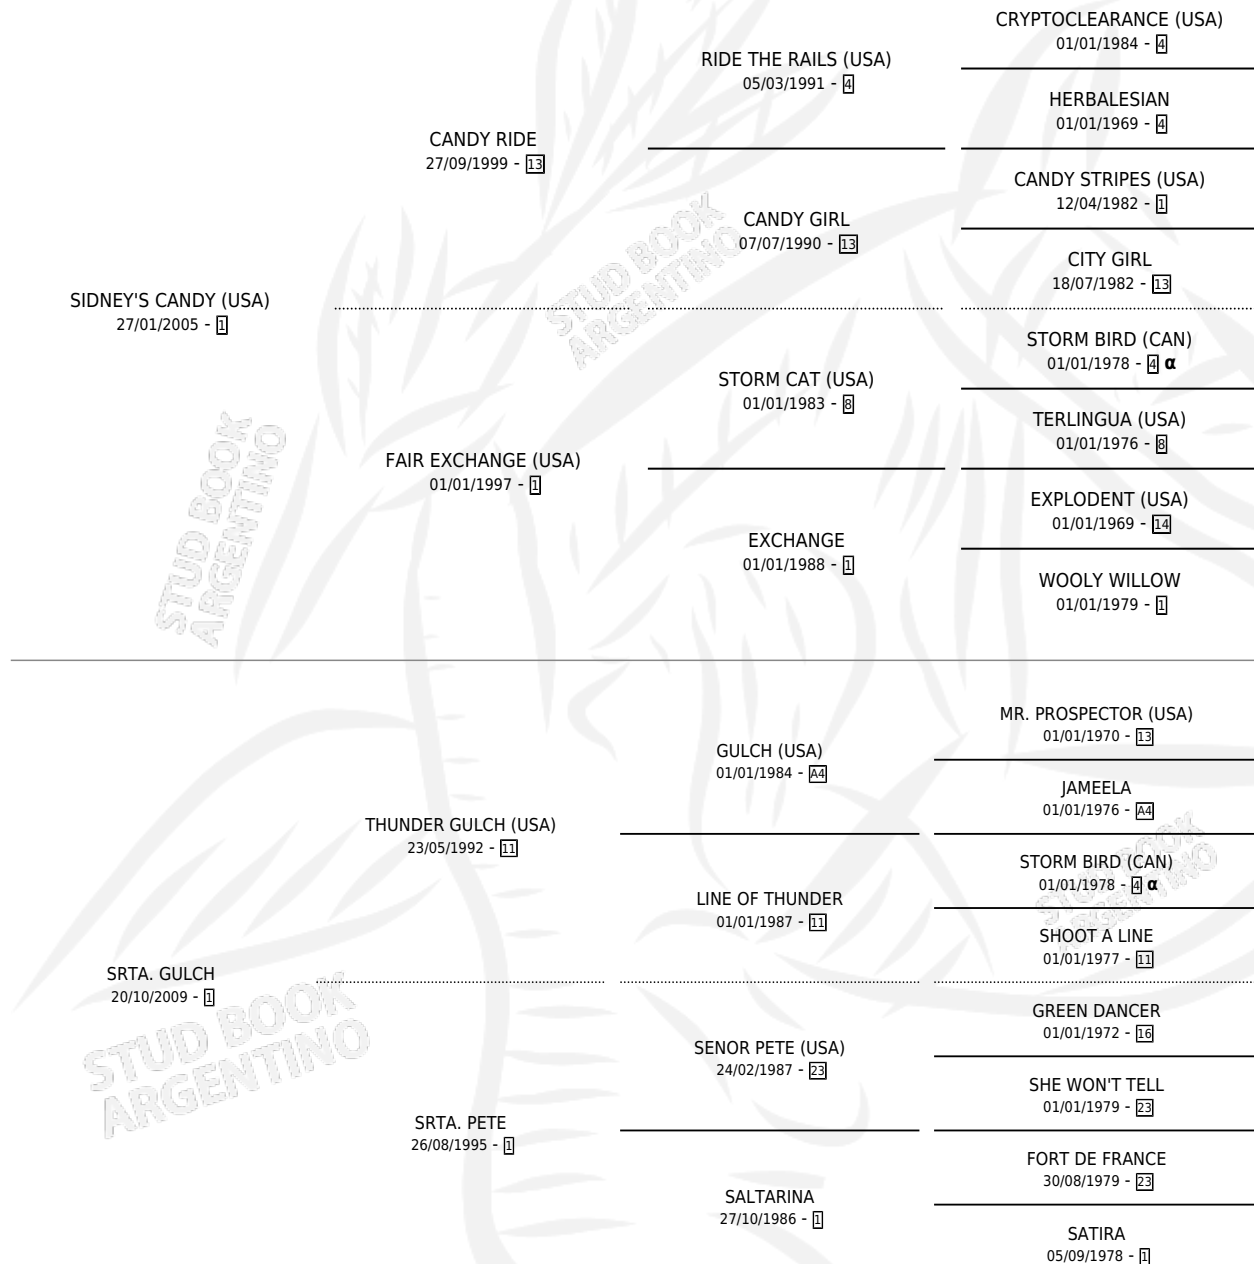 CRYPTOCLEARANCE (USA)
01/01/1984 - 4
RIDE THE RAILS (USA)
05/03/1991 - 4
HERBALESIAN
01/01/1969 - 4
CANDY RIDE
27/09/1999 - 13
CANDY STRIPES (USA)
12/04/1982 - 1
CANDY GIRL
07/07/1990 - 13
CITY GIRL
18/07/1982 - 13
SIDNEY'S CANDY (USA)
27/01/2005 - 1
STORM BIRD (CAN)
01/01/1978 - 4 α
STORM CAT (USA)
01/01/1983 - 8
TERLINGUA (USA)
01/01/1976 - 8
FAIR EXCHANGE (USA)
01/01/1997 - 1
EXPLODENT (USA)
01/01/1969 - 14
EXCHANGE
01/01/1988 - 1
WOOLY WILLOW
01/01/1979 - 1
MR. PROSPECTOR (USA)
01/01/1970 - 13
GULCH (USA)
01/01/1984 - A4
JAMEELA
01/01/1976 - A4
THUNDER GULCH (USA)
23/05/1992 - 11
STORM BIRD (CAN)
01/01/1978 - 4 α
LINE OF THUNDER
01/01/1987 - 11
SHOOT A LINE
01/01/1977 - 11
SRTA. GULCH
20/10/2009 - 1
GREEN DANCER
01/01/1972 - 16
SENOR PETE (USA)
24/02/1987 - 23
SHE WON'T TELL
01/01/1979 - 23
SRTA. PETE
26/08/1995 - 1
FORT DE FRANCE
30/08/1979 - 23
SALTARINA
27/10/1986 - 1
SATIRA
05/09/1978 - 1
STUD BOOK
ARGENTINO
STUD BOOK
ARGENTINO
STUD BOOK
ARGENTINO
STUD BOOK
ARGENTINO